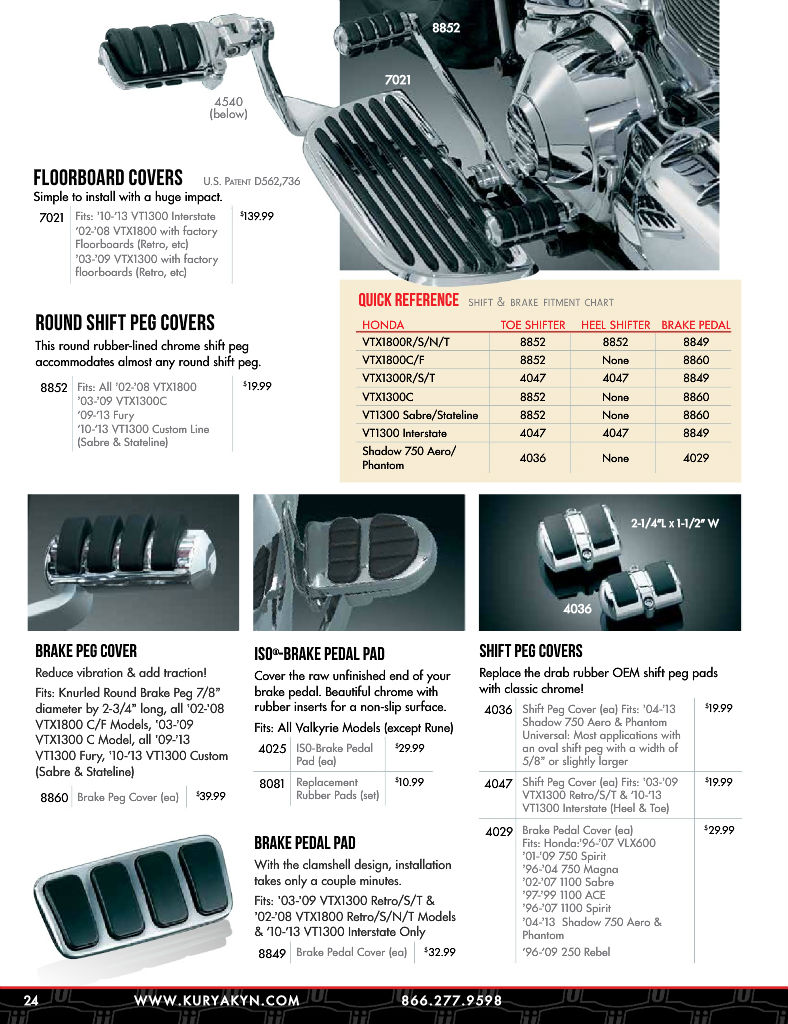 8852
7021
4540
(below)
FLOORBOARD COVERS U.S. PATENT D562,736
Simple to install with a huge impact.
7021 Fits: '10-'13 VT1300 Interstate $139.99
'02-'08 VTX1800 with factory
Floorboards (Retro, etc)
'03-'09 VTX1300 with factory
floorboards (Retro, etc)
ROUND SHIFT PEG COVERS
This round rubber-lined chrome shift peg
accommodates almost any round shift peg.
8852 Fits: All '02-'08 VTX1800 $19.99
'03-'09 VTX1300C
'09-'13 Fury
'10-'13 VT1300 Custom Line
(Sabre & Stateline)
QUICK REFERENCE SHIFT & BRAKE FITMENT CHART
HONDA TOE SHIFTER HEEL SHIFTER BRAKE PEDAL
VTX1800R/S/N/T 8852 8852 8849
VTX1800C/F 8852 None 8860
VTX1300R/S/T 4047 4047 8849
VTX1300C 8852 None 8860
VT1300 Sabre/Stateline 8852 None 8860
VT1300 Interstate 4047 4047 8849
Shadow 750 Aero/
Phantom 4036 None 4029
2-1/4"L x 1-1/2" W
4036
BRAKE PEG COVER
Reduce vibration & add traction!
Fits: Knurled Round Brake Peg 7/8"
diameter by 2-3/4" long, all '02-'08
VTX1800 C/F Models, '03-'09
VTX1300 C Model, all '09-'13
VT1300 Fury, '10-'13 VT1300 Custom
(Sabre & Stateline)
8860 Brake Peg Cover (ea) $39.99
ISO®-BRAKE PEDAL PAD
Cover the raw unfinished end of your
brake pedal. Beautiful chrome with
rubber inserts for a non-slip surface.
Fits: All Valkyrie Models (except Rune)
4025 ISO-Brake Pedal $29.99
Pad (ea)
8081 Replacement $10.99
Rubber Pads (set)
BRAKE PEDAL PAD
With the clamshell design, installation
takes only a couple minutes.
Fits: '03-'09 VTX1300 Retro/S/T &
'02-'08 VTX1800 Retro/S/N/T Models
& '10-'13 VT1300 Interstate Only
8849 Brake Pedal Cover (ea) $32.99
SHIFT PEG COVERS
Replace the drab rubber OEM shift peg pads
with classic chrome!
4036 Shift Peg Cover (ea) Fits: '04-'13 $19.99
Shadow 750 Aero & Phantom
Universal: Most applications with
an oval shift peg with a width of
5/8" or slightly larger
4047 Shift Peg Cover (ea) Fits: '03-'09 $19.99
VTX1300 Retro/S/T & '10-'13
VT1300 Interstate (Heel & Toe)
4029 Brake Pedal Cover (ea) $29.99
Fits: Honda:'96-'07 VLX600
'01-'09 750 Spirit
'96-'04 750 Magna
'02-'07 1100 Sabre
'97-'99 1100 ACE
'96-'07 1100 Spirit
'04-'13 Shadow 750 Aero &
Phantom
'96-'09 250 Rebel
24 WWW.KURYAKYN.COM 866.277.9598